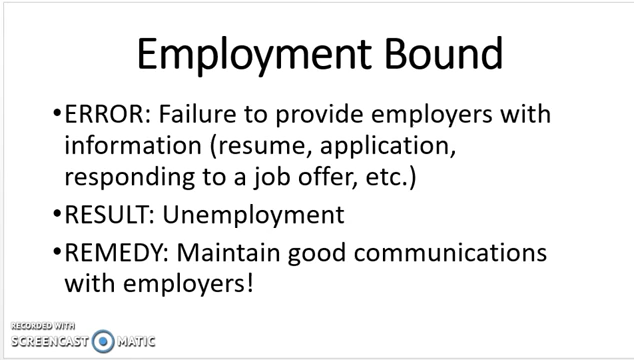 Employment Bound
•ERROR: Failure to provide employers with
information (resume, application,
responding to a job offer, etc.)
•RESULT: Unemployment
•REMEDY: Maintain good communications
with employers!
RECORDED WITH
SCREENCAST MATIC